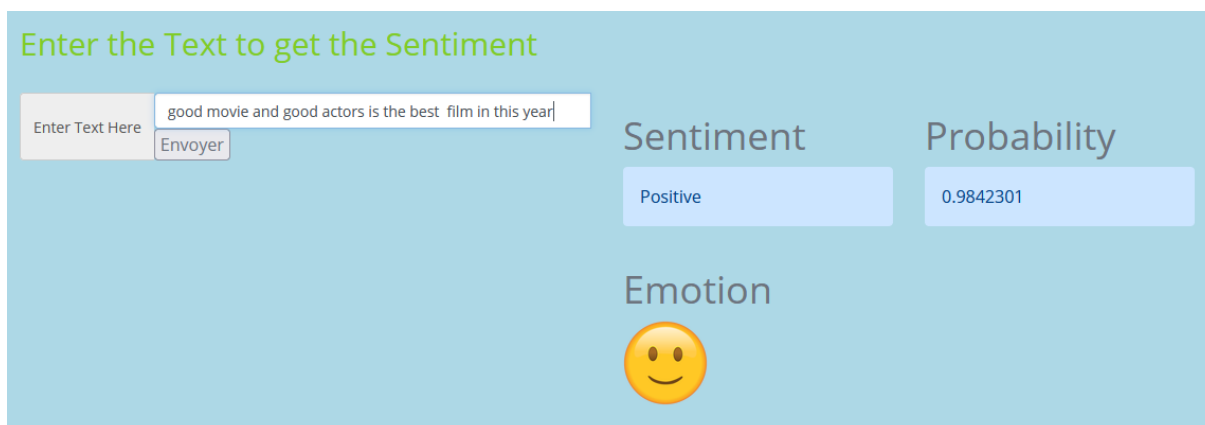 Enter the Text to get the Sentiment
Enter Text Here
good movie and good actors is the best  film in this year
Envoyer
Sentiment
Probability
Positive
0.9842301
Emotion